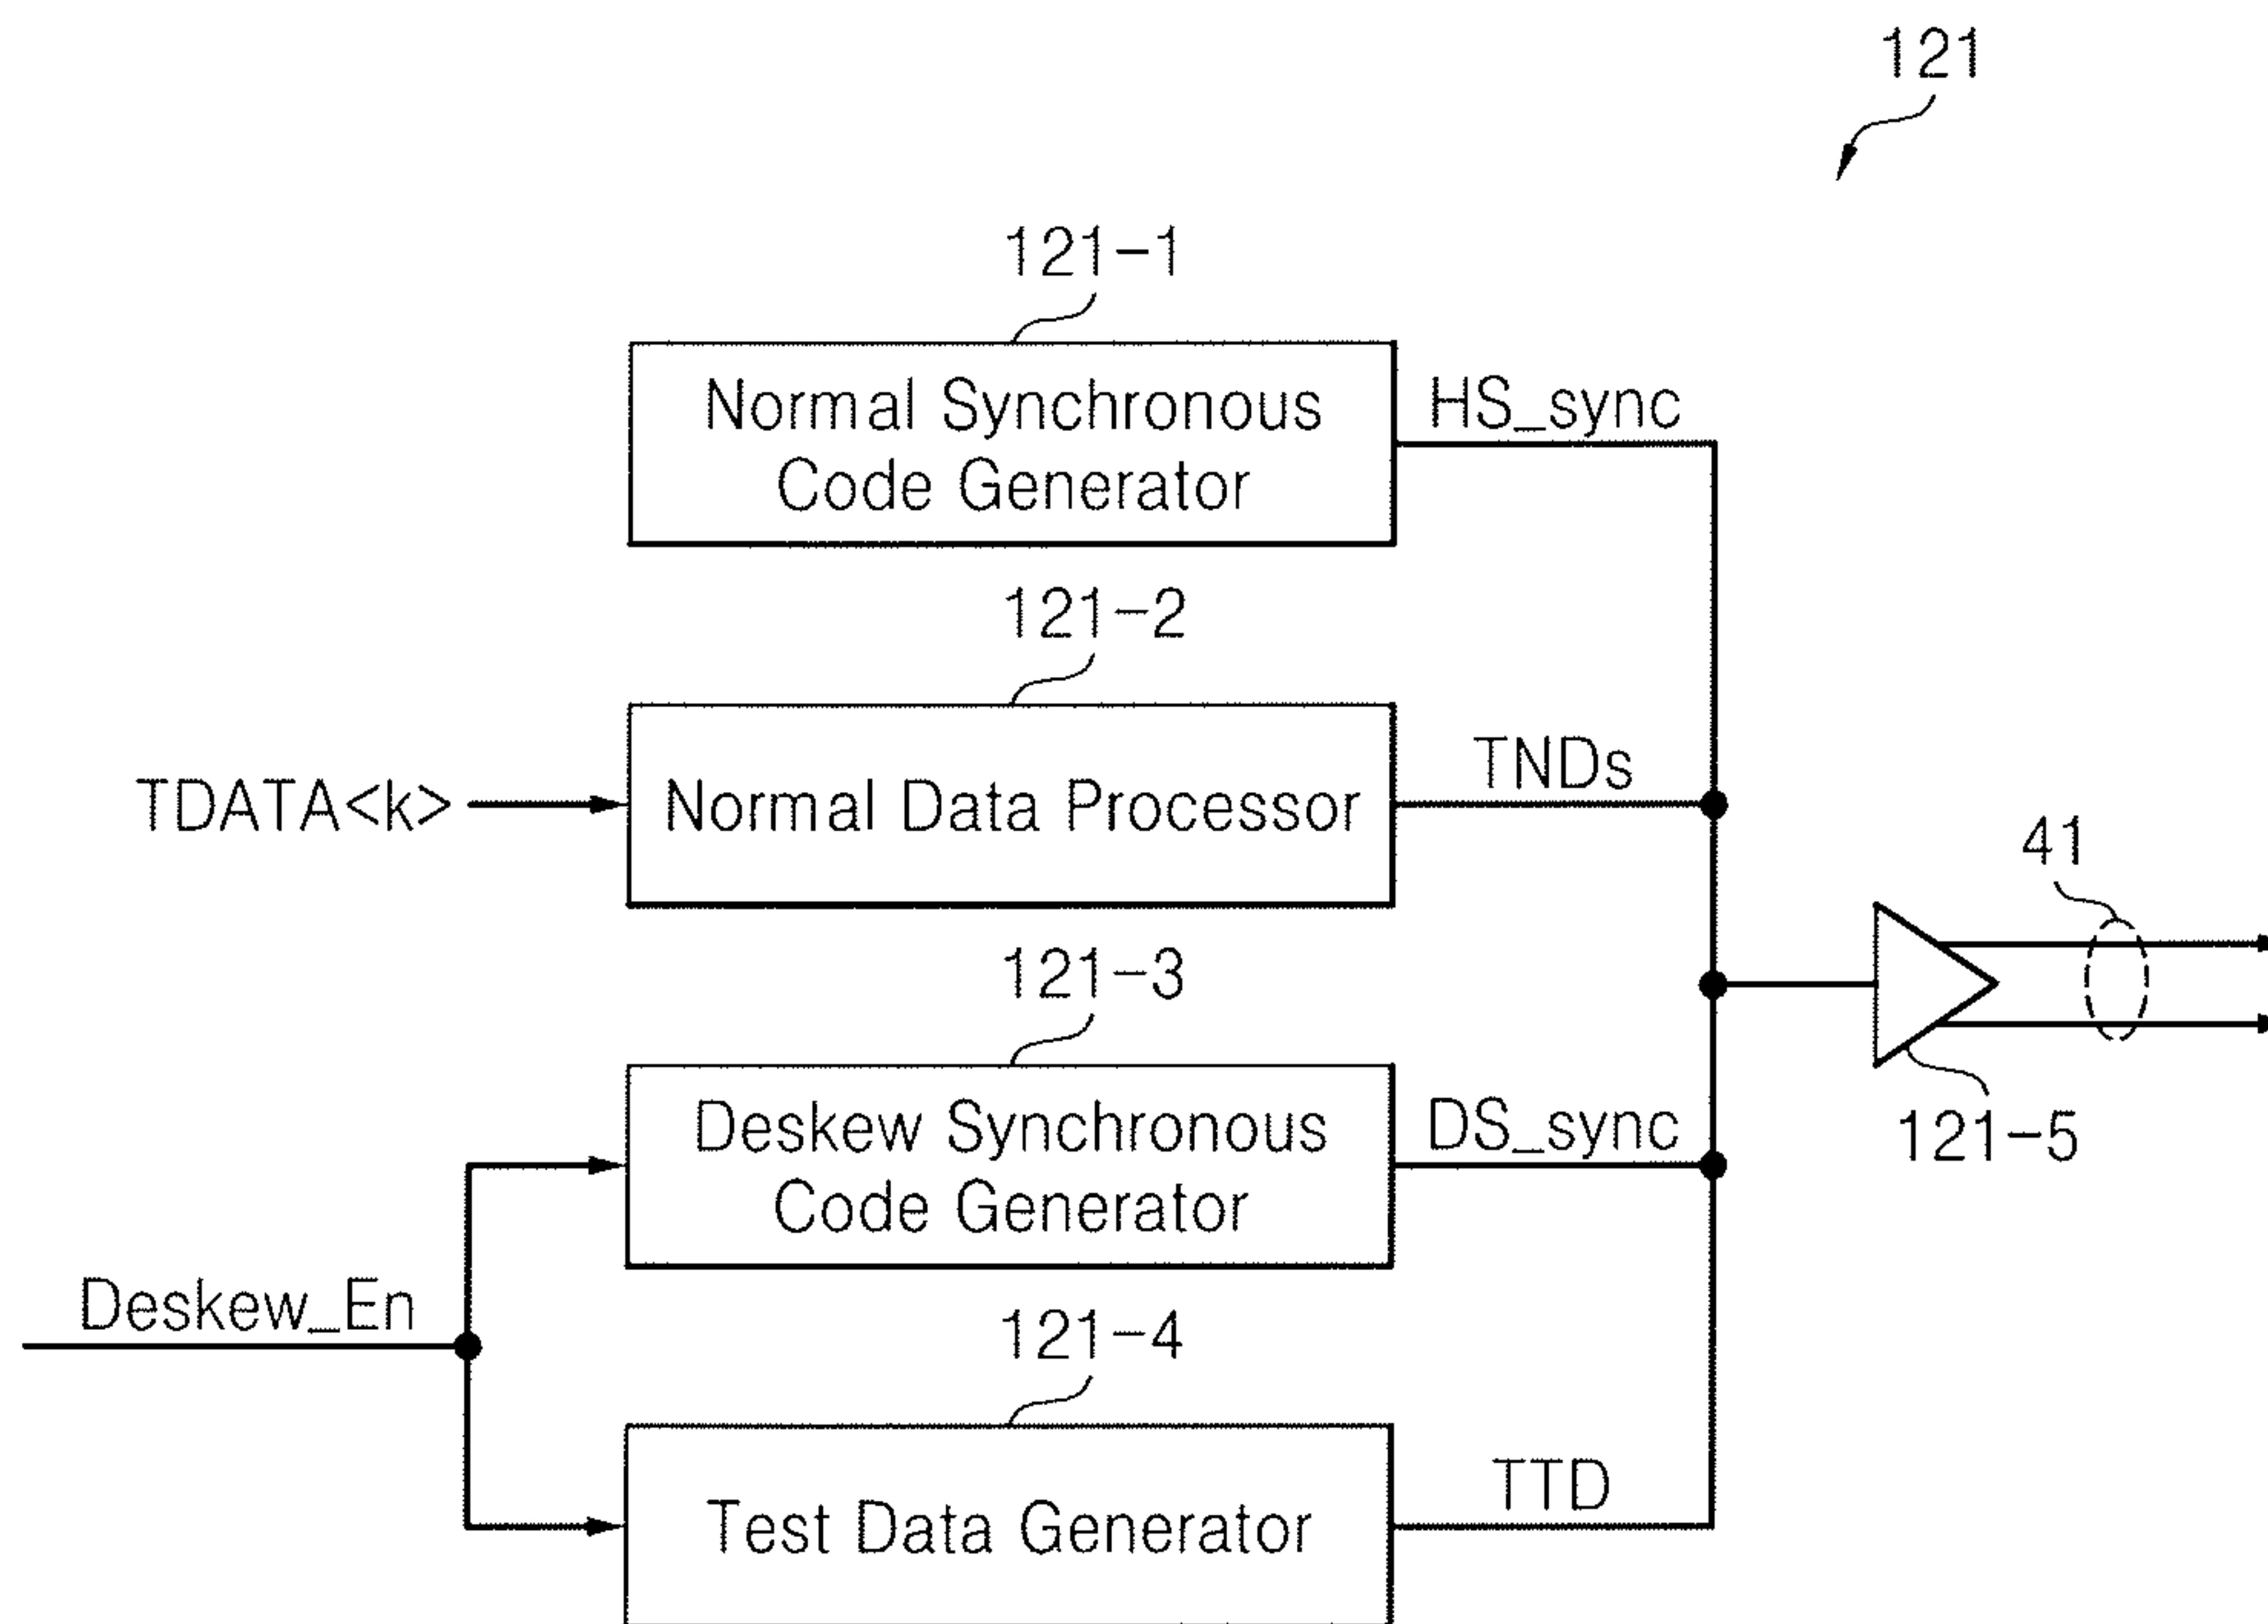 121
121-1
Normal Synchronous
Code Generator
HS_sync
121-2
TDATA<k>
Normal Data Processor
TNDs
41
121-3
Deskew Synchronous
Code Generator
DS_sync
121-5
Deskew_En
121-4
Test Data Generator
TTD